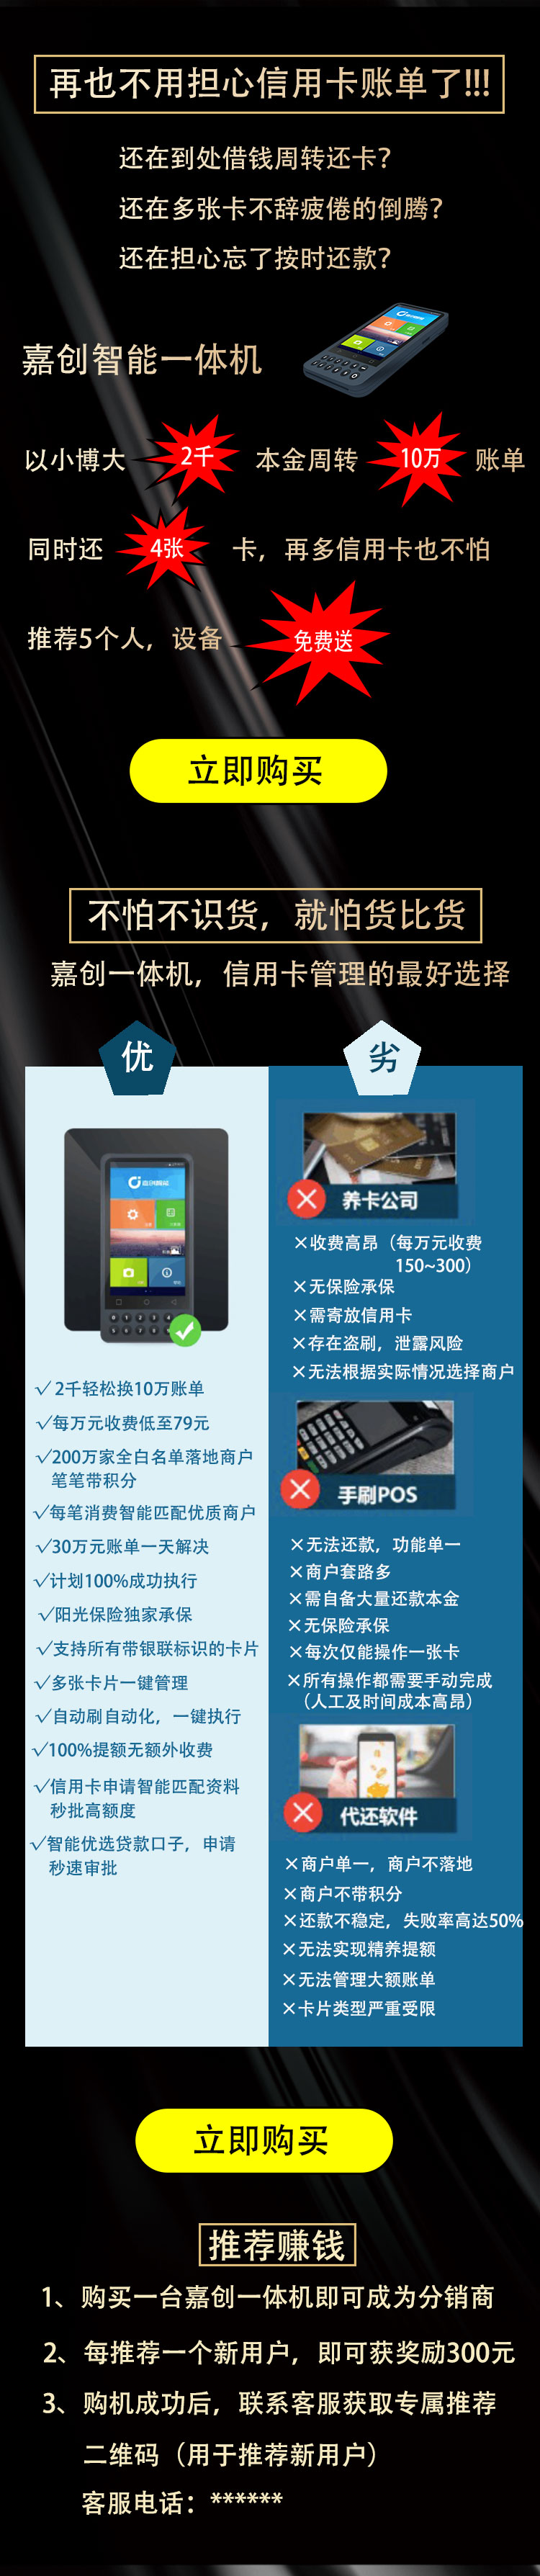 再也不用担心信用卡账单了!!!
还在到处借钱周转还卡?
还在多张卡不辞疲倦的倒腾?
还在担心忘了按时还款?
嘉创智能一体机
以小博大 2千 本金周转 10万 账单
同时还 4张 卡，再多信用卡也不怕
推荐5个人，设备 免费送
立即购买
不怕不识货，就怕货比货
嘉创一体机，信用卡管理的最好选择
优
√2千轻松换10万账单
√每万元收费低至79元
√200万家全白名单落地商户
笔笔带积分
√每笔消费智能匹配优质商户
√30万元账单一天解决
√计划100%成功执行
√阳光保险独家承保
√支持所有带银联标识的卡片
√多张卡片一键管理
√自动刷自动化，一键执行
√100%提额无额外收费
√信用卡申请智能匹配资料
秒批高额度
√智能优选贷款口子，申请
秒速审批
劣
养卡公司
×收费高昂（每万元收费
150~300）
×无保险承保
×需寄放信用卡
×存在盗刷，泄露风险
×无法根据实际情况选择商户
手刷POS
×无法还款，功能单一
×商户套路多
×需自备大量还款本金
×无保险承保
×每次仅能操作一张卡
×所有操作都需要手动完成
（人工及时间成本高昂）
代还软件
×商户单一，商户不落地
×商户不带积分
×还款不稳定，失败率高达50%
×无法实现精养提额
×无法管理大额账单
×卡片类型严重受限
立即购买
推荐赚钱
1、购买一台嘉创一体机即可成为分销商
2、每推荐一个新用户，即可获奖励300元
3、购机成功后，联系客服获取专属推荐
二维码（用于推荐新用户）
客服电话：******